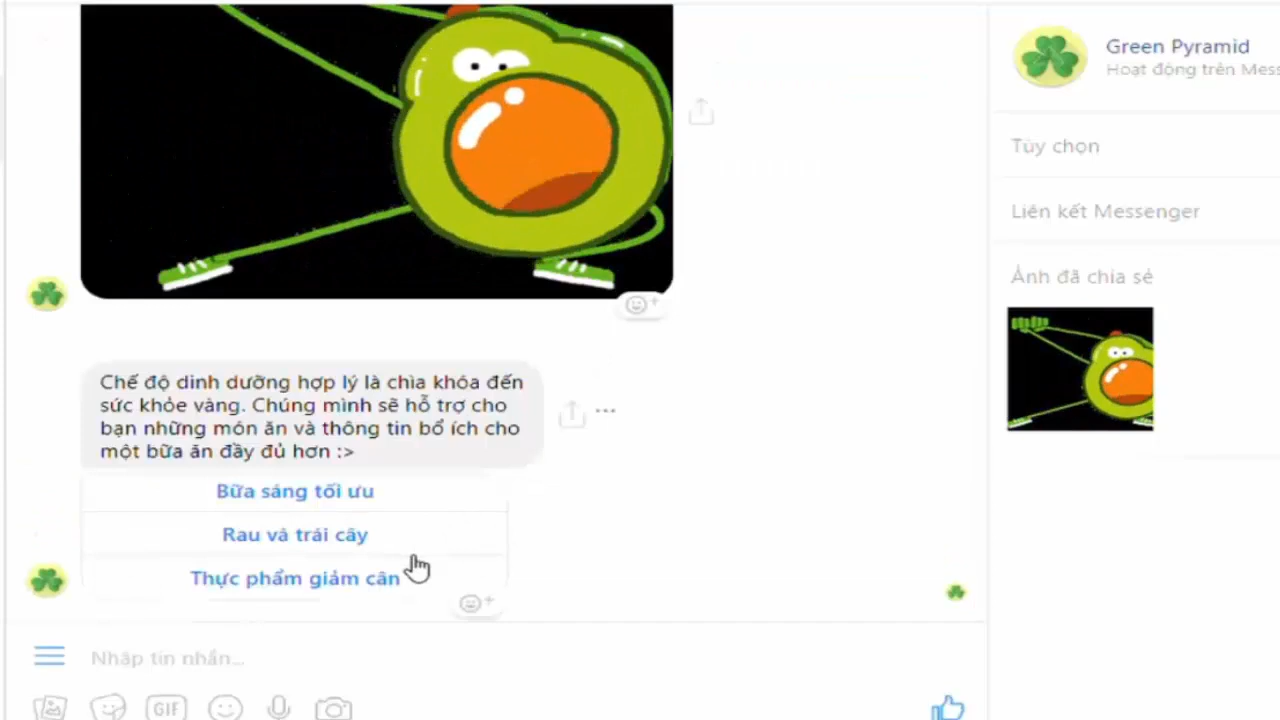 Green Pyramid
Hoạt động trên Mess
Tùy chọn
Liên kết Messenger
Ảnh đã chia sẻ
Chế độ dinh dưỡng hợp lý là chìa khóa đến
sức khỏe vàng. Chúng mình sẽ hỗ trợ cho
bạn những món ăn và thông tin bổ ích cho
một bữa ăn đầy đủ hơn :>
Bữa sáng tối ưu
Rau và trái cây
Thực phẩm giảm cân
Nhập tin nhắn...
GIF